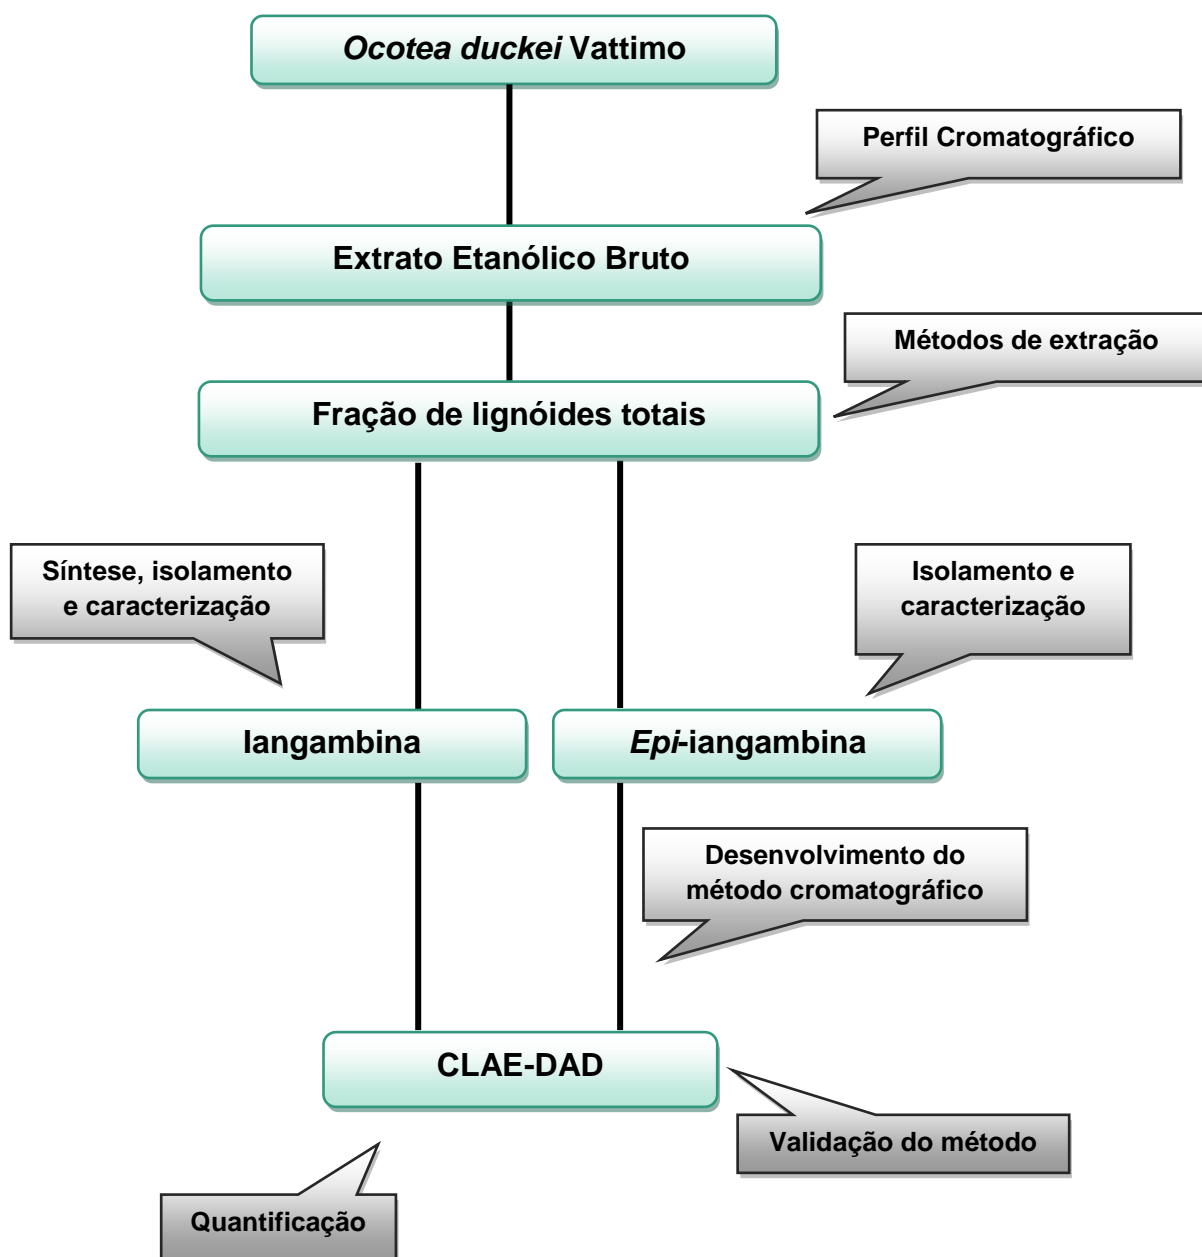 Ocotea duckei Vattimo
Perfil Cromatográfico
Extrato Etanólico Bruto
Métodos de extração
Fração de lignóides totais
Síntese, isolamento
e caracterização
Isolamento e
caracterização
Iangambina
Epi-iangambina
Desenvolvimento do
método cromatográfico
CLAE-DAD
Validação do método
Quantificação